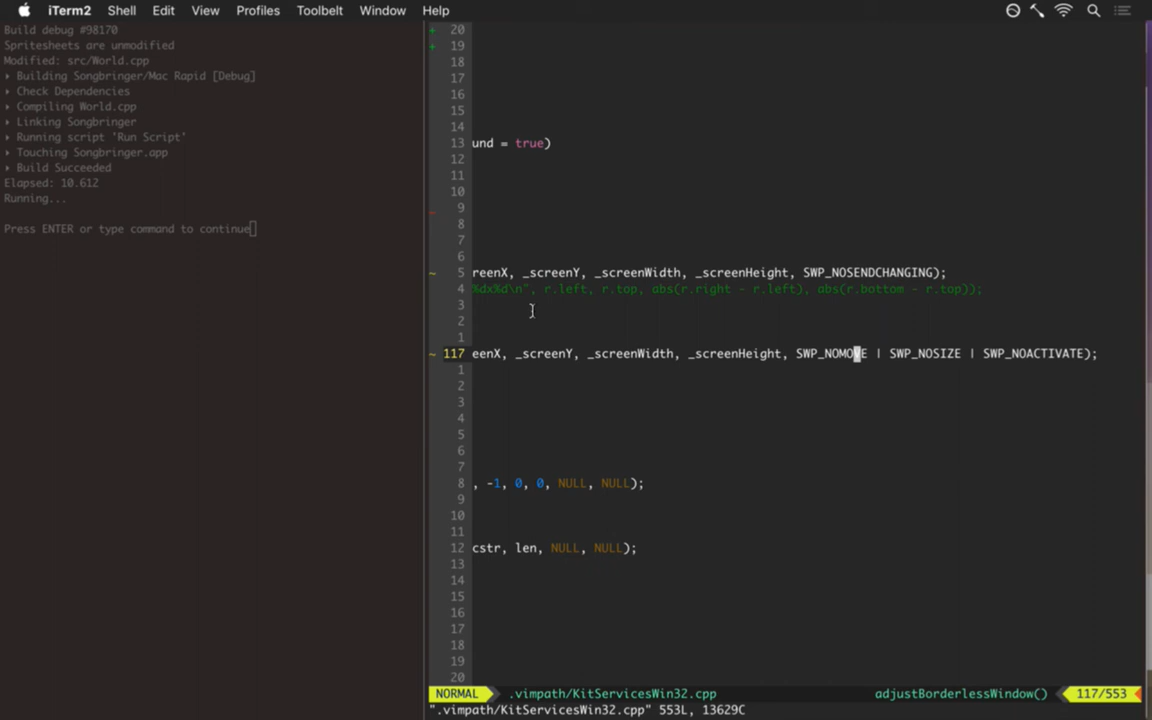 iTerm2 Shell Edit View Profiles Toolbelt Window Help
Build debug #98170
Spritesheets are unmodified
Modified: src/World.cpp
▸ Building Songbringer/Mac Rapid [Debug]
▸ Check Dependencies
▸ Compiling World.cpp
▸ Linking Songbringer
▸ Running script 'Run Script'
▸ Touching Songbringer.app
▸ Build Succeeded
Elapsed: 10.612
Running...
Press ENTER or type command to continue
+ 20
+ 19
18
17
16
15
14
13 und = true)
12
11
10
_ 9
8
7
6
~ 5 reenX, _screenY, _screenWidth, _screenHeight, SWP_NOSENDCHANGING);
4 %dx%d\n", r.left, r.top, abs(r.right - r.left), abs(r.bottom - r.top));
3
2
1
~ 117 eenX, _screenY, _screenWidth, _screenHeight, SWP_NOMOVE | SWP_NOSIZE | SWP_NOACTIVATE);
1
2
3
4
5
6
7
8 , -1, 0, 0, NULL, NULL);
9
10
11
12 cstr, len, NULL, NULL);
13
14
15
16
17
18
19
20
NORMAL .vimpath/KitServicesWin32.cpp adjustBorderlessWindow() 117/553
".vimpath/KitServicesWin32.cpp" 553L, 13629C